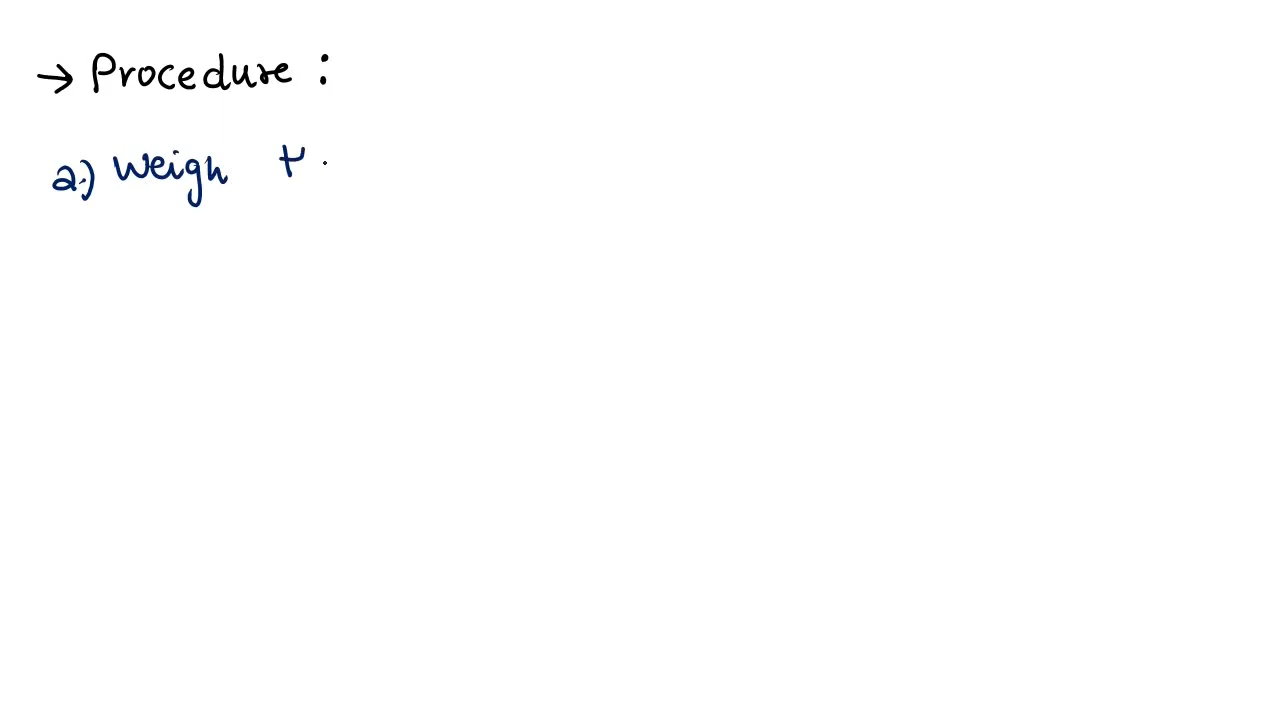 → Procedure :
a.) Weigh t